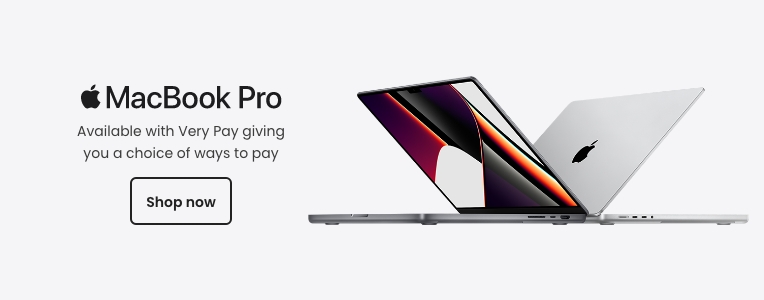 MacBook Pro
Available with Very Pay giving
you a choice of ways to pay
Shop now